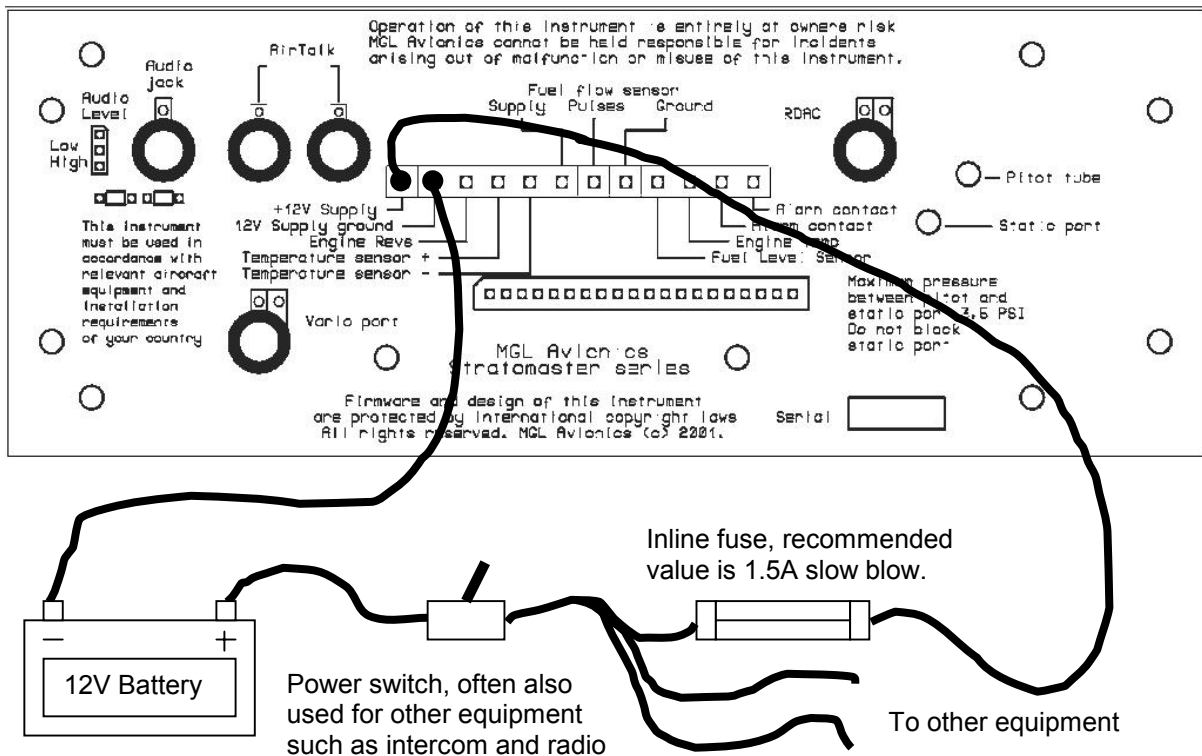 Operation of this instrument is entirely at owners risk
MGL Avionics cannot be held responsible for incidents
arising out of malfunction or misuse of this instrument.
AirTalk
Audio
jack
Audio
Level
Low
High
Fuel flow sensor
Supply Pulses Ground
RDAC
Pitot tube
Static port
+12V Supply
12V Supply ground
Engine Revs
Temperature sensor +
Temperature sensor -
Alarm contact
Alarm contact
Engine temp
Fuel Level Sensor
This instrument
must be used in
accordance with
relevant aircraft
equipment and
installation
requirements
of your country
Vario port
Maximum pressure
between pitot and
static port 3,5 PSI
Do not block
static port
MGL Avionics
Stratomaster series
Firmware and design of this instrument
are protected by international copyright laws
All rights reserved. MGL Avionics (c) 2001.
Serial
Inline fuse, recommended
value is 1.5A slow blow.
− +
12V Battery
Power switch, often also
used for other equipment
such as intercom and radio
To other equipment